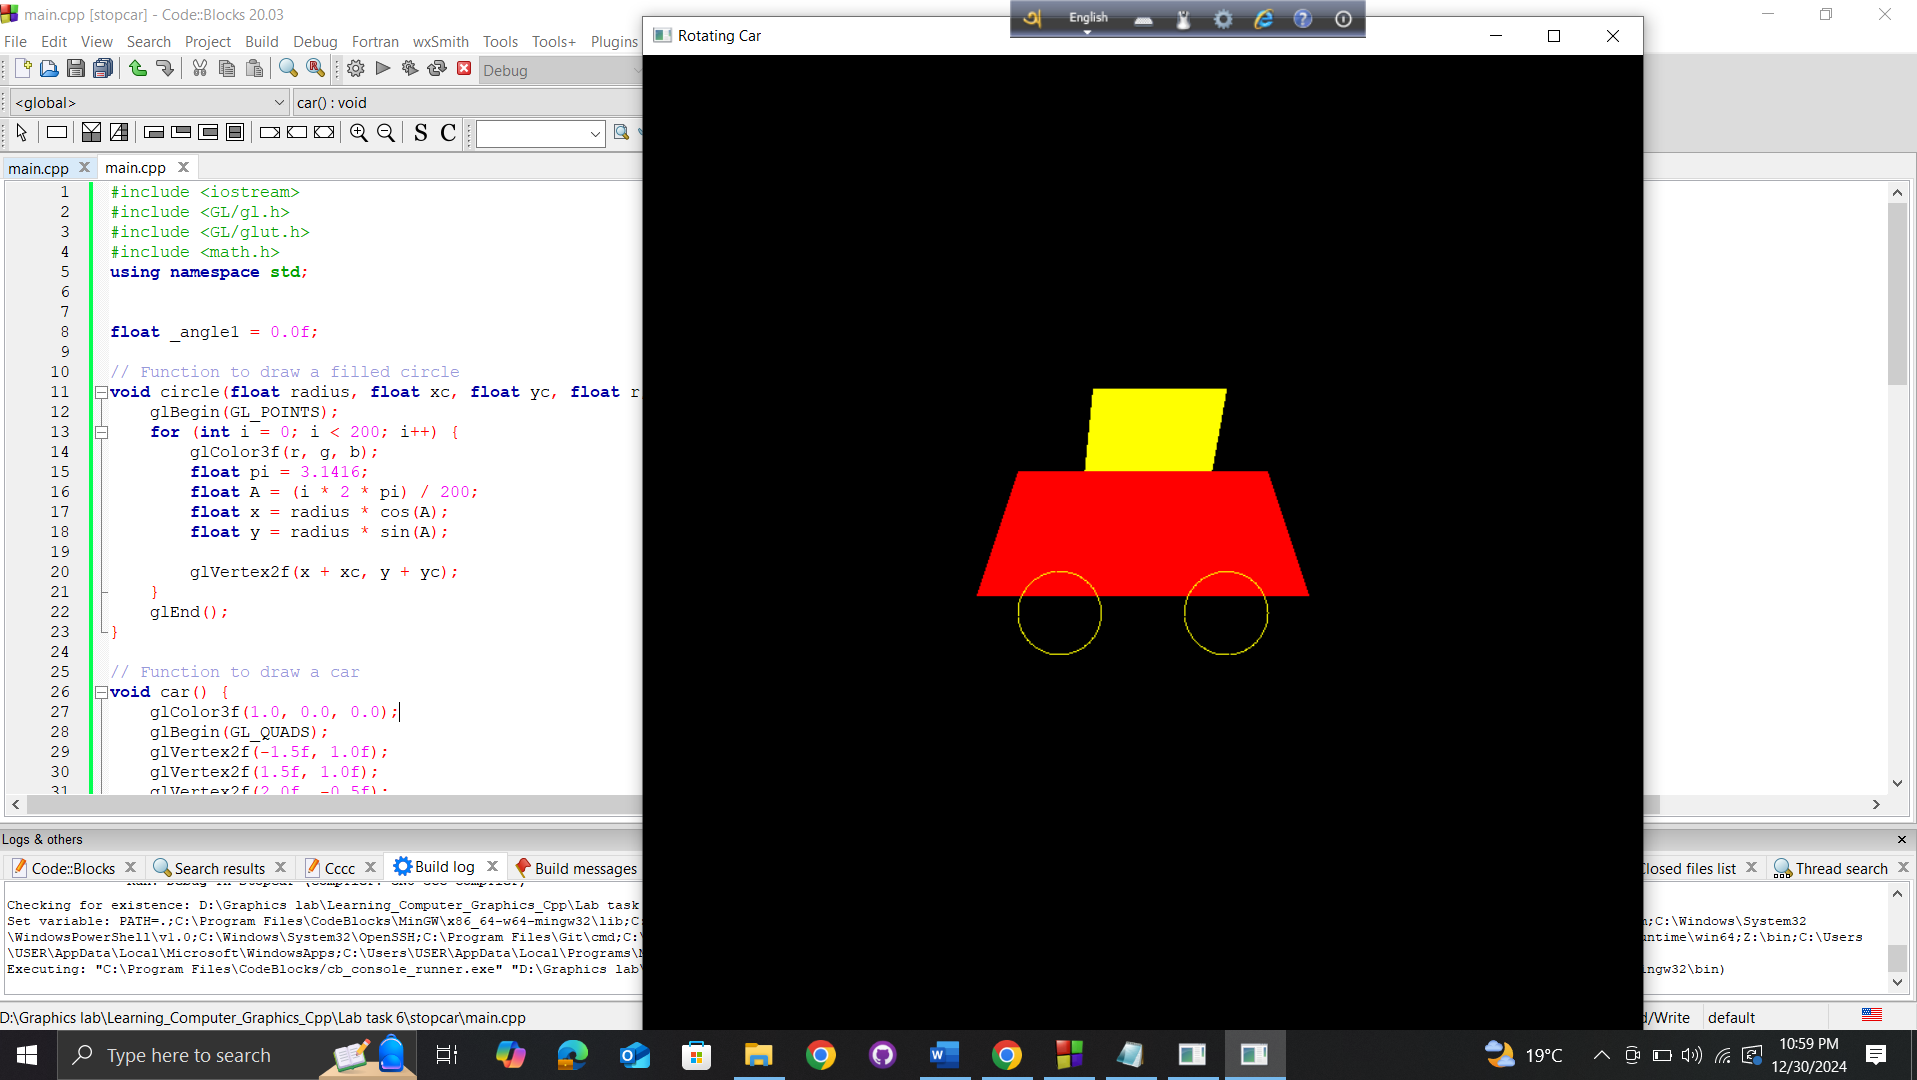 main.cpp [stopcar] - Code::Blocks 20.03
File Edit View Search Project Build Debug Fortran wxSmith Tools Tools+ Plugins
Debug
<global> car() : void
S C
main.cpp main.cpp
1 #include <iostream>
2 #include <GL/gl.h>
3 #include <GL/glut.h>
4 #include <math.h>
5 using namespace std;
6
7
8 float _angle1 = 0.0f;
9
10 // Function to draw a filled circle
11 void circle(float radius, float xc, float yc, float r
12 glBegin(GL_POINTS);
13 for (int i = 0; i < 200; i++) {
14 glColor3f(r, g, b);
15 float pi = 3.1416;
16 float A = (i * 2 * pi) / 200;
17 float x = radius * cos(A);
18 float y = radius * sin(A);
19
20 glVertex2f(x + xc, y + yc);
21 }
22 glEnd();
23 }
24
25 // Function to draw a car
26 void car() {
27 glColor3f(1.0, 0.0, 0.0);
28 glBegin(GL_QUADS);
29 glVertex2f(-1.5f, 1.0f);
30 glVertex2f(1.5f, 1.0f);
31 glVertex2f(2.0f, -0.5f);
English
Rotating Car
Logs & others
Code::Blocks Search results Cccc Build log Build messages
Closed files list Thread search
Checking for existence: D:\Graphics lab\Learning_Computer_Graphics_Cpp\Lab task
Set variable: PATH=.;C:\Program Files\CodeBlocks\MinGW\x86_64-w64-mingw32\lib;C: ;C:\Windows\System32
\WindowsPowerShell\v1.0;C:\Windows\System32\OpenSSH;C:\Program Files\Git\cmd;C:\ untime\win64;Z:\bin;C:\Users
\USER\AppData\Local\Microsoft\WindowsApps;C:\Users\USER\AppData\Local\Programs\
Executing: "C:\Program Files\CodeBlocks/cb_console_runner.exe" "D:\Graphics lab\ ingw32\bin)
D:\Graphics lab\Learning_Computer_Graphics_Cpp\Lab task 6\stopcar\main.cpp
d/Write default
Type here to search
19°C
10:59 PM
12/30/2024